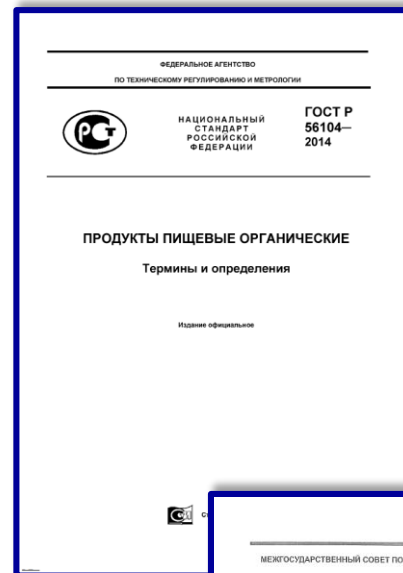 ФЕДЕРАЛЬНОЕ АГЕНТСТВО
ПО ТЕХНИЧЕСКОМУ РЕГУЛИРОВАНИЮ И МЕТРОЛОГИИ
НАЦИОНАЛЬНЫЙ
СТАНДАРТ
РОССИЙСКОЙ
ФЕДЕРАЦИИ
ГОСТ Р
56104—
2014
ПРОДУКТЫ ПИЩЕВЫЕ ОРГАНИЧЕСКИЕ
Термины и определения
Издание официальное
МЕЖГОСУДАРСТВЕННЫЙ СОВЕТ ПО